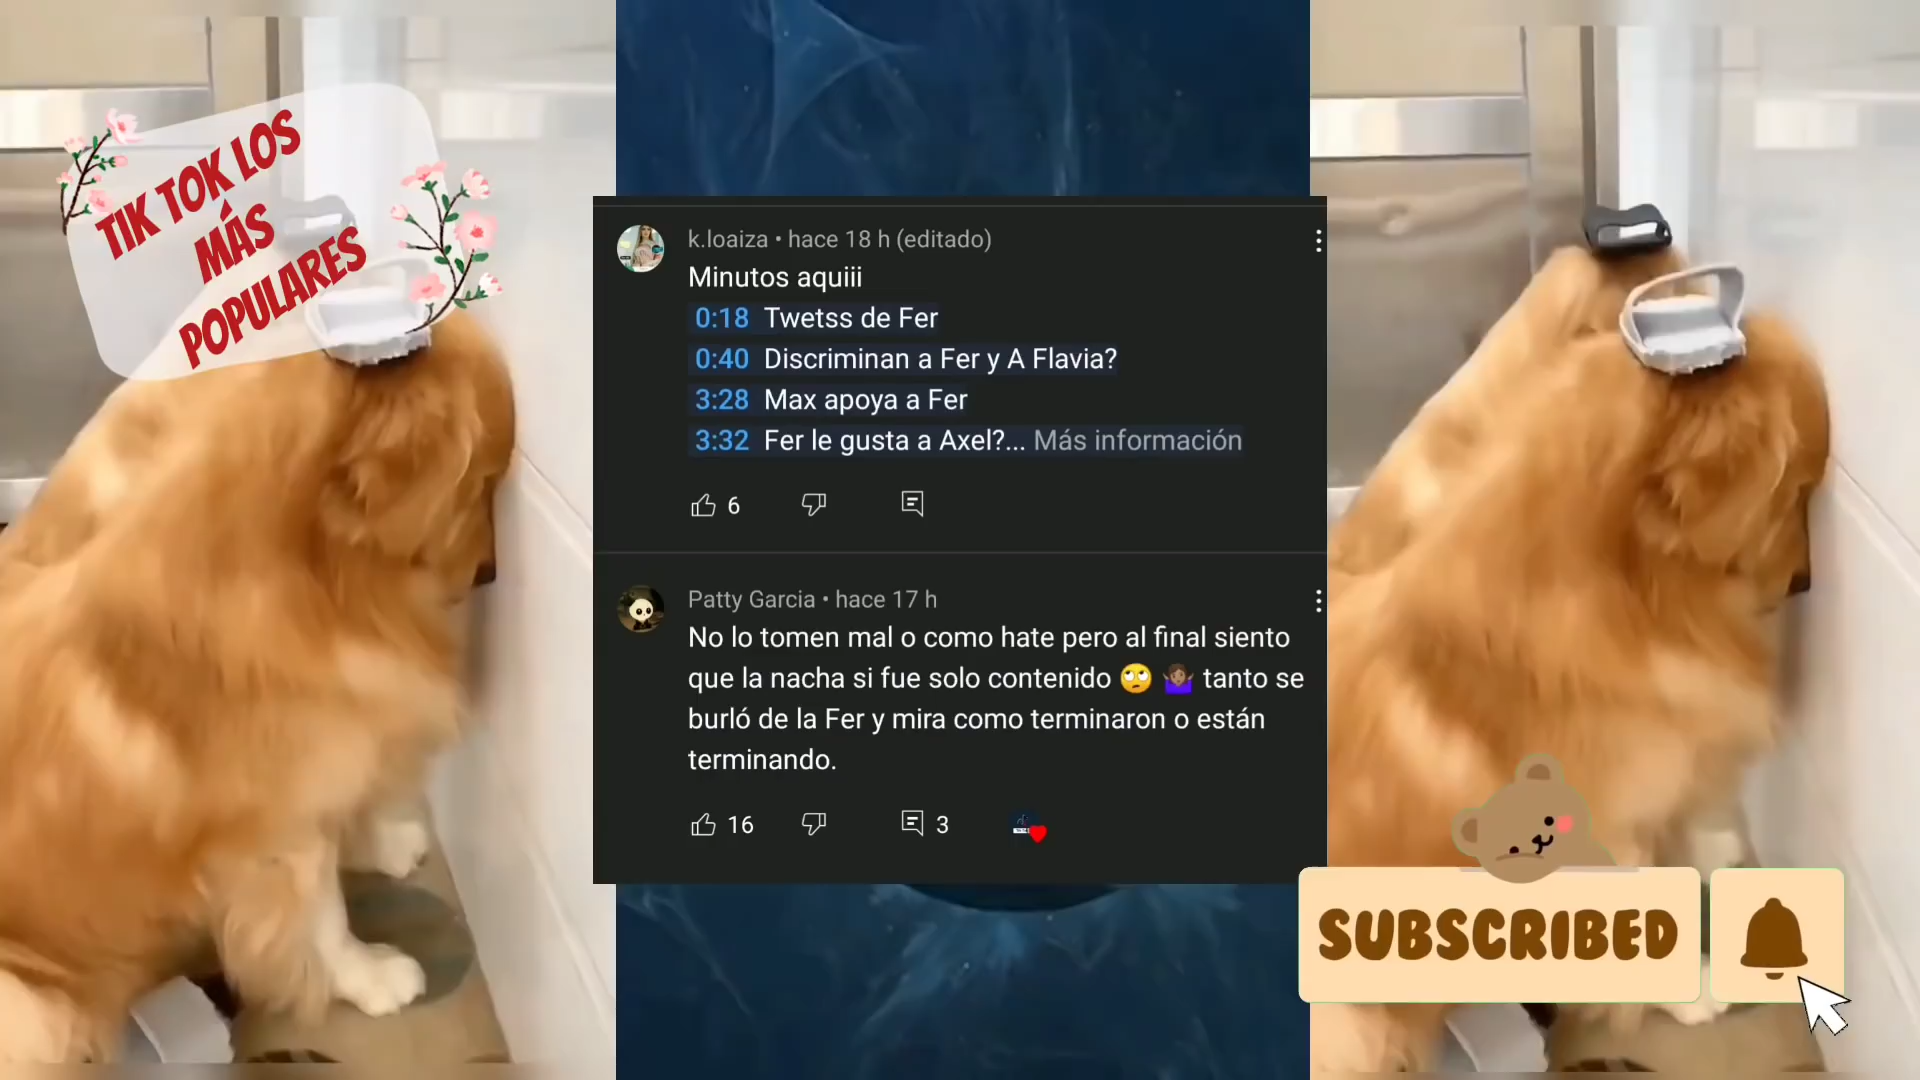 TIK TOK LOS
MÁS
POPULARES
k.loaiza • hace 18 h (editado)
Minutos aquiii
0:18 Twetss de Fer
0:40 Discriminan a Fer y A Flavia?
3:28 Max apoya a Fer
3:32 Fer le gusta a Axel?... Más información
6
Patty Garcia • hace 17 h
No lo tomen mal o como hate pero al final siento
que la nacha si fue solo contenido 🙄 🤷🏽‍♀️ tanto se
burló de la Fer y mira como terminaron o están
terminando.
16
3
SUBSCRIBED